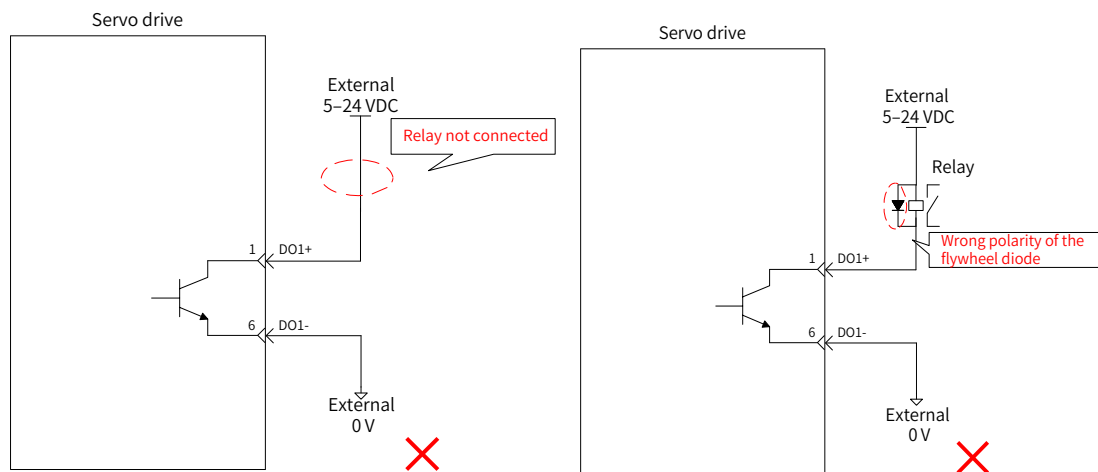 Servo drive
External
5–24 VDC
Relay not connected
1
DO1+
6
DO1-
External
0 V
Servo drive
External
5–24 VDC
Relay
Wrong polarity of the
flywheel diode
1
DO1+
6
DO1-
External
0 V